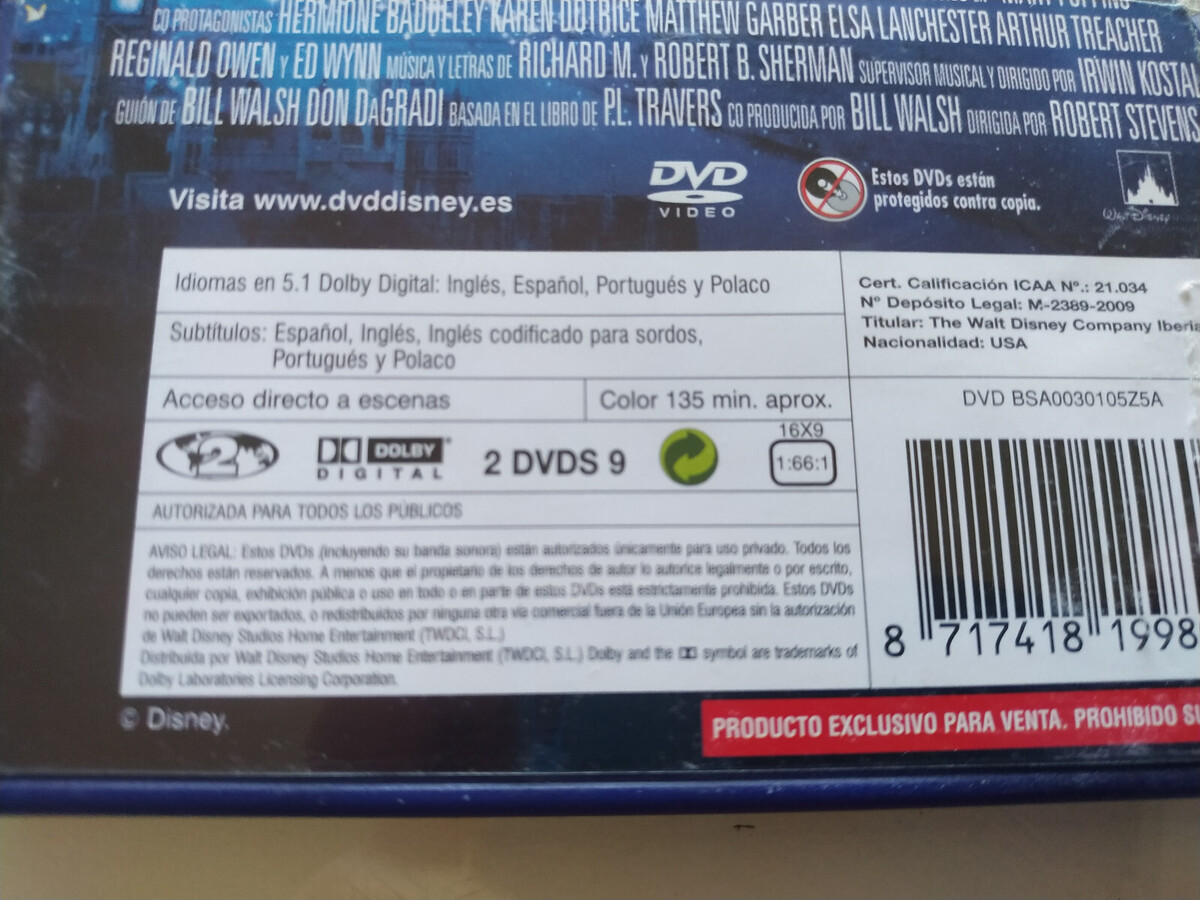 CO PROTAGONISTAS HERMIONE BADDELEY KAREN DOTRICE MATTHEW GARBER ELSA LANCHESTER ARTHUR TREACHER
REGINALD OWEN Y ED WYNN MÚSICA Y LETRAS DE RICHARD M. Y ROBERT B. SHERMAN SUPERVISOR MUSICAL Y DIRIGIDO POR IRWIN KOSTAL
GUIÓN DE BILL WALSH DON DaGRADI BASADA EN EL LIBRO DE P.L. TRAVERS CO PRODUCIDA POR BILL WALSH DIRIGIDA POR ROBERT STEVENS
Visita www.dvddisney.es
DVD
VIDEO
Estos DVDs están
protegidos contra copia.
Walt Disney
Idiomas en 5.1 Dolby Digital: Inglés, Español, Portugués y Polaco
Subtítulos: Español, Inglés, Inglés codificado para sordos,
Portugués y Polaco
Acceso directo a escenas
Color 135 min. aprox.
2
DOLBY
DIGITAL
2 DVDS 9
16X9
1:66:1
AUTORIZADA PARA TODOS LOS PÚBLICOS
AVISO LEGAL: Estos DVDs (incluyendo su banda sonora) están autorizados únicamente para uso privado. Todos los
derechos están reservados. A menos que el propietario de los derechos de autor lo autorice legalmente o por escrito,
cualquier copia, exhibición pública o uso en todo o en parte de estos DVDs está estrictamente prohibida. Estos DVDs
no pueden ser exportados, o redistribuidos por ninguna otra vía comercial fuera de la Unión Europea sin la autorización
de Walt Disney Studios Home Entertainment (TWDCI, S.L.)
Distribuida por Walt Disney Studios Home Entertainment (TWDCI, S.L.) Dolby and the symbol are trademarks of
Dolby Laboratories Licensing Corporation.
Cert. Calificación ICAA Nº.: 21.034
Nº Depósito Legal: M-2389-2009
Titular: The Walt Disney Company Iberia
Nacionalidad: USA
DVD BSA0030105Z5A
8 717418 1998
© Disney.
PRODUCTO EXCLUSIVO PARA VENTA. PROHIBIDO SU